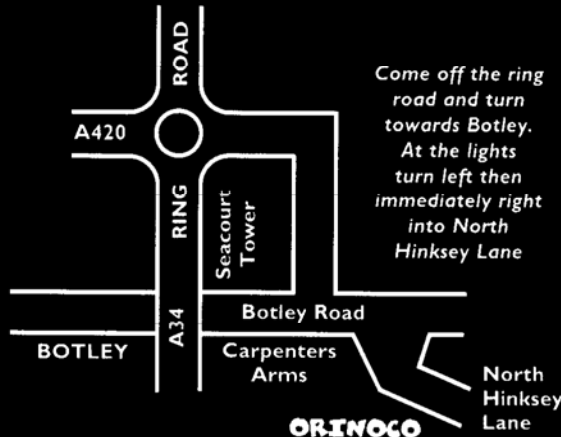 ROAD
A420
RING
Seacourt
Tower
Come off the ring
road and turn
towards Botley.
At the lights
turn left then
immediately right
into North
Hinksey Lane
A34
Botley Road
BOTLEY
Carpenters
Arms
North
Hinksey
Lane
ORINOCO